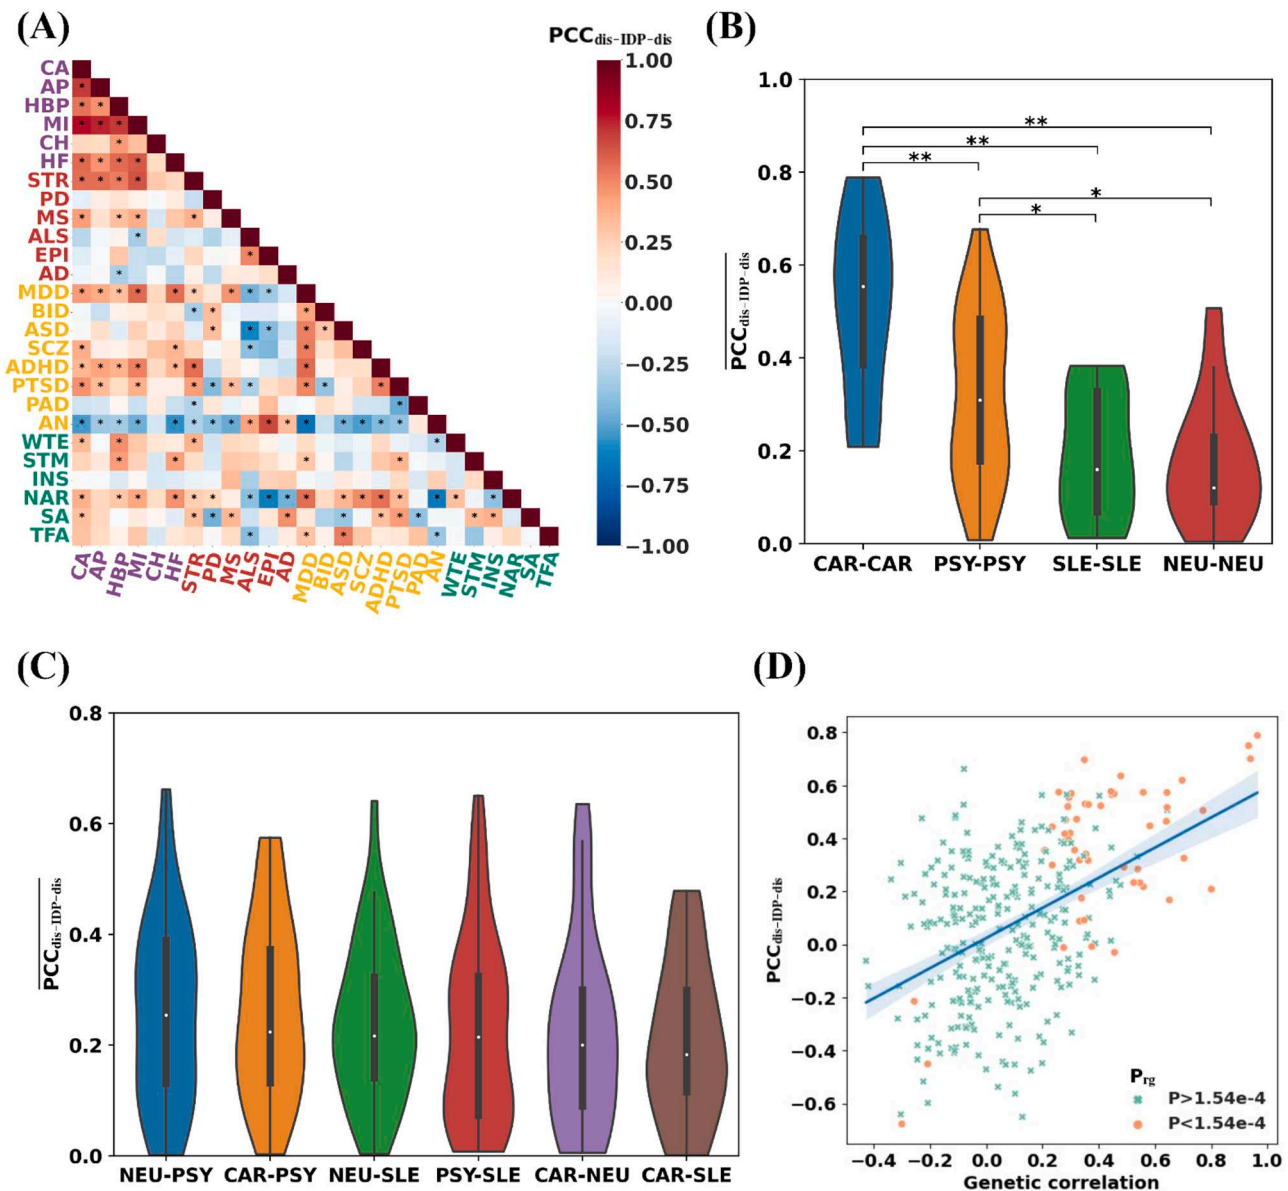 (A)
PCCdis-IDP-dis
CA
AP
HBP
MI
CH
HF
STR
PD
MS
ALS
EPI
AD
MDD
BID
ASD
SCZ
ADHD
PTSD
PAD
AN
WTE
STM
INS
NAR
SA
TFA
CA AP HBP MI CH HF STR PD MS ALS EPI AD MDD BID ASD SCZ ADHD PTSD PAD AN WTE STM INS NAR SA TFA
1.00
0.75
0.50
0.25
0.00
−0.25
−0.50
−0.75
−1.00
(B)
PCCdis-IDP-dis
1.0
0.8
0.6
0.4
0.2
0.0
**
**
**
*
*
CAR-CAR PSY-PSY SLE-SLE NEU-NEU
(C)
PCCdis-IDP-dis
0.8
0.6
0.4
0.2
0.0
NEU-PSY CAR-PSY NEU-SLE PSY-SLE CAR-NEU CAR-SLE
(D)
PCCdis-IDP-dis
0.8
0.6
0.4
0.2
0.0
−0.2
−0.4
−0.6
Prg
P>1.54e-4
P<1.54e-4
−0.4 −0.2 0.0 0.2 0.4 0.6 0.8 1.0
Genetic correlation